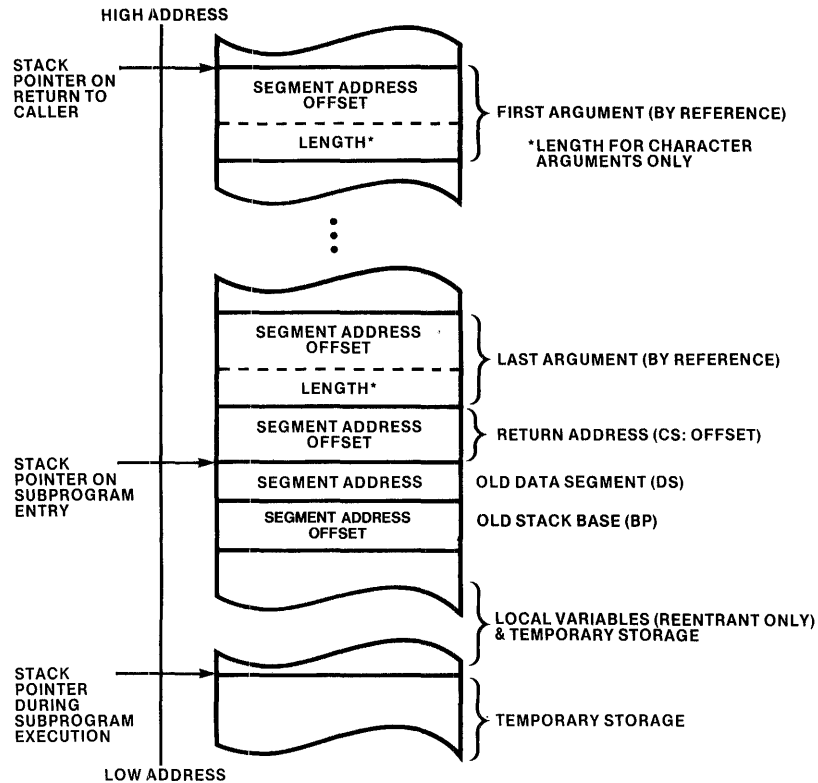 HIGH ADDRESS
STACK
POINTER ON
RETURN TO
CALLER
SEGMENT ADDRESS
OFFSET
LENGTH*
FIRST ARGUMENT (BY REFERENCE)
*LENGTH FOR CHARACTER
ARGUMENTS ONLY
SEGMENT ADDRESS
OFFSET
LENGTH*
LAST ARGUMENT (BY REFERENCE)
SEGMENT ADDRESS
OFFSET
RETURN ADDRESS (CS: OFFSET)
STACK
POINTER ON
SUBPROGRAM
ENTRY
SEGMENT ADDRESS
OLD DATA SEGMENT (DS)
SEGMENT ADDRESS
OFFSET
OLD STACK BASE (BP)
LOCAL VARIABLES (REENTRANT ONLY)
& TEMPORARY STORAGE
STACK
POINTER
DURING
SUBPROGRAM
EXECUTION
TEMPORARY STORAGE
LOW ADDRESS